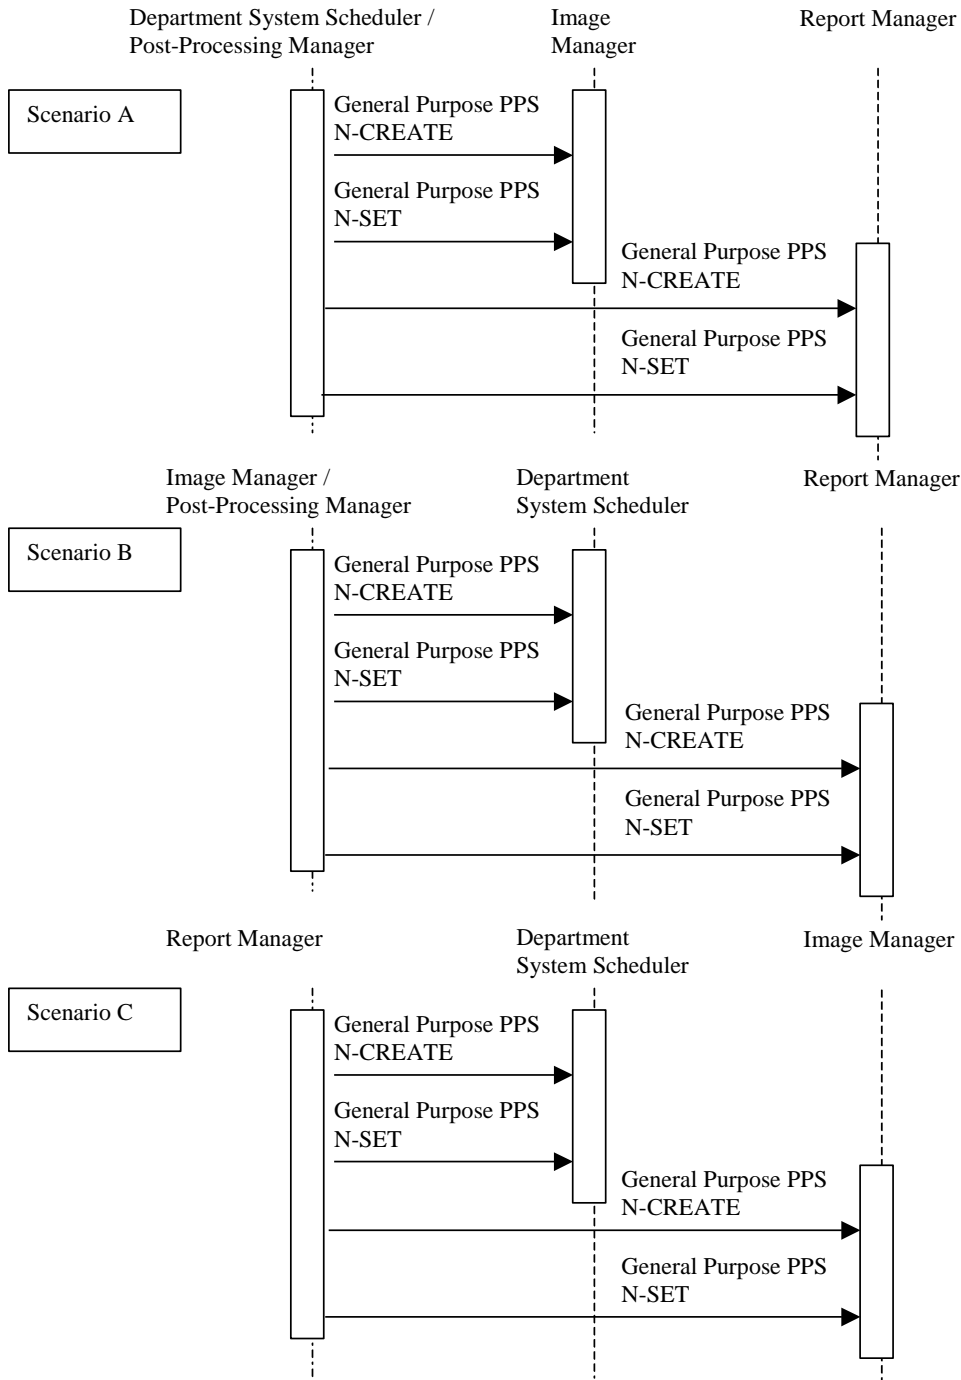 Department System Scheduler /
Post-Processing Manager
Image
Manager
Report Manager
Scenario A
General Purpose PPS
N-CREATE
General Purpose PPS
N-SET
General Purpose PPS
N-CREATE
General Purpose PPS
N-SET
Image Manager /
Post-Processing Manager
Department
System Scheduler
Report Manager
Scenario B
General Purpose PPS
N-CREATE
General Purpose PPS
N-SET
General Purpose PPS
N-CREATE
General Purpose PPS
N-SET
Report Manager
Department
System Scheduler
Image Manager
Scenario C
General Purpose PPS
N-CREATE
General Purpose PPS
N-SET
General Purpose PPS
N-CREATE
General Purpose PPS
N-SET